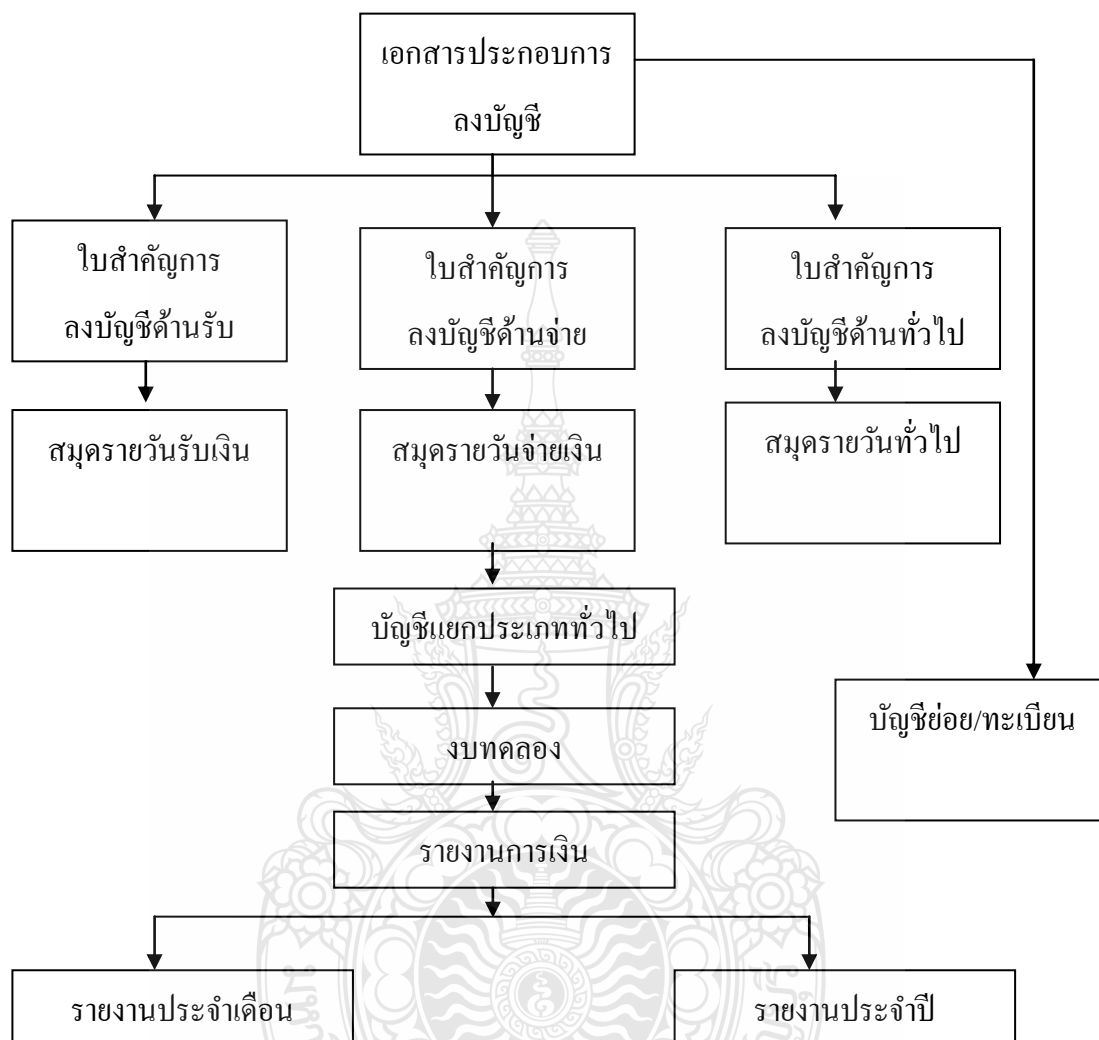 เอกสารประกอบการ
ลงบัญชี
ใบสำคัญการ
ลงบัญชีด้านรับ
ใบสำคัญการ
ลงบัญชีด้านจ่าย
ใบสำคัญการ
ลงบัญชีด้านทั่วไป
สมุดรายวันรับเงิน
สมุดรายวันจ่ายเงิน
สมุดรายวันทั่วไป
บัญชีแยกประเภททั่วไป
บัญชีย่อย/ทะเบียน
งบทดลอง
รายงานการเงิน
รายงานประจำเดือน
รายงานประจำปี